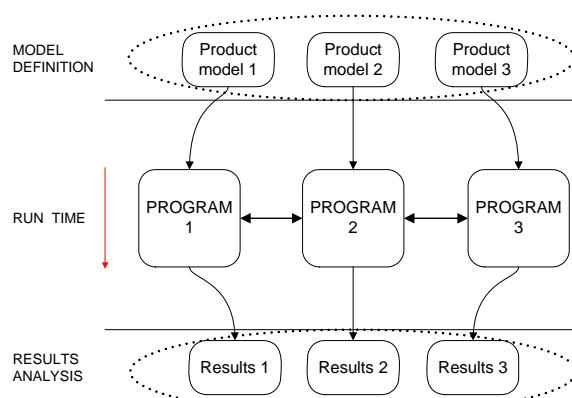 MODEL
DEFINITION
Product
model 1
Product
model 2
Product
model 3
RUN TIME
PROGRAM
1
PROGRAM
2
PROGRAM
3
RESULTS
ANALYSIS
Results 1
Results 2
Results 3